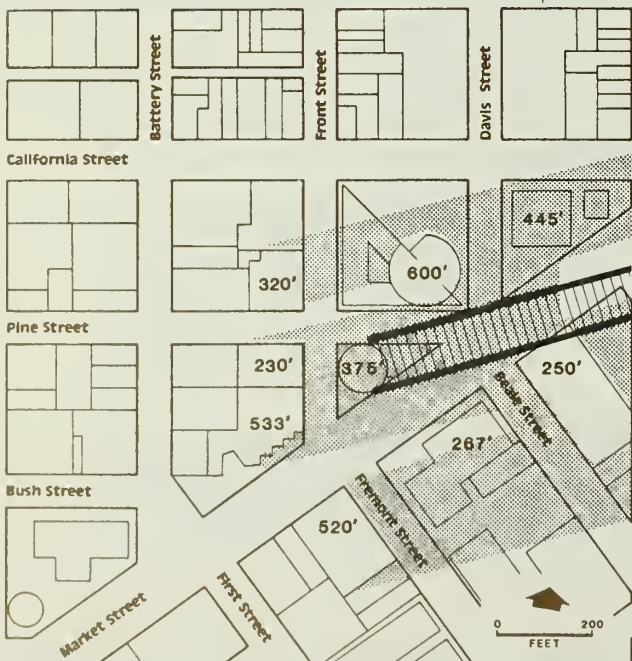 Battery Street
Front Street
Davis Street
California Street
445'
600'
320'
Pine Street
230'
375'
250'
533'
Beale Street
267'
Bush Street
Fremont Street
520'
First Street
Market Street
0 200
FEET